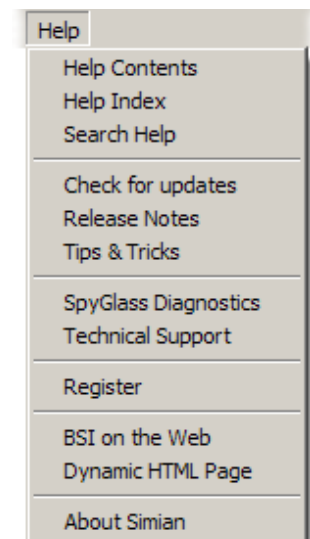 Help
Help Contents
Help Index
Search Help
Check for updates
Release Notes
Tips & Tricks
SpyGlass Diagnostics
Technical Support
Register
BSI on the Web
Dynamic HTML Page
About Simian